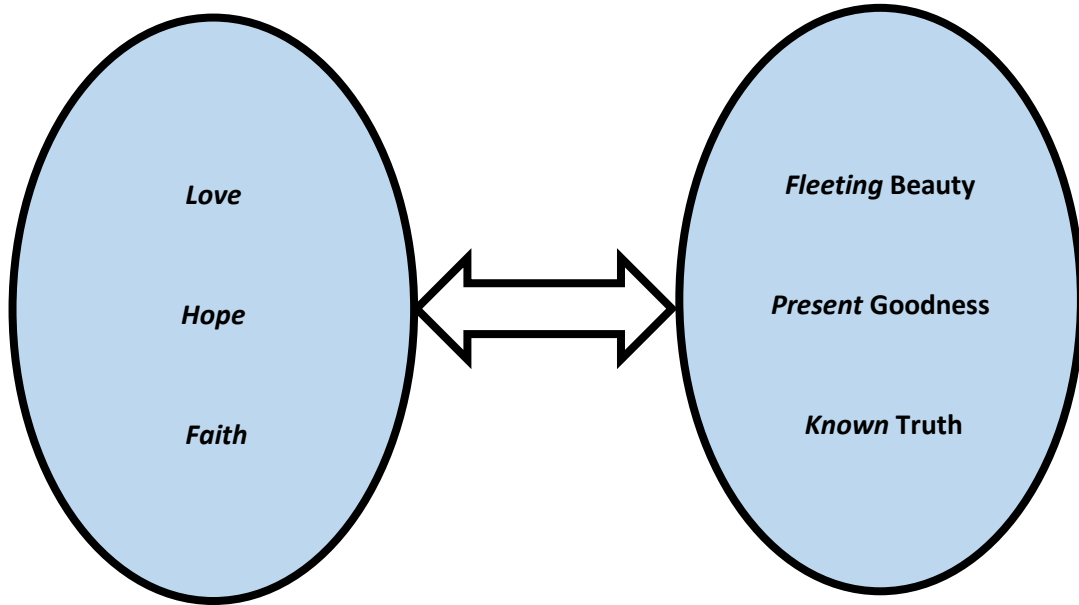 Love
Hope
Faith
Fleeting Beauty
Present Goodness
Known Truth